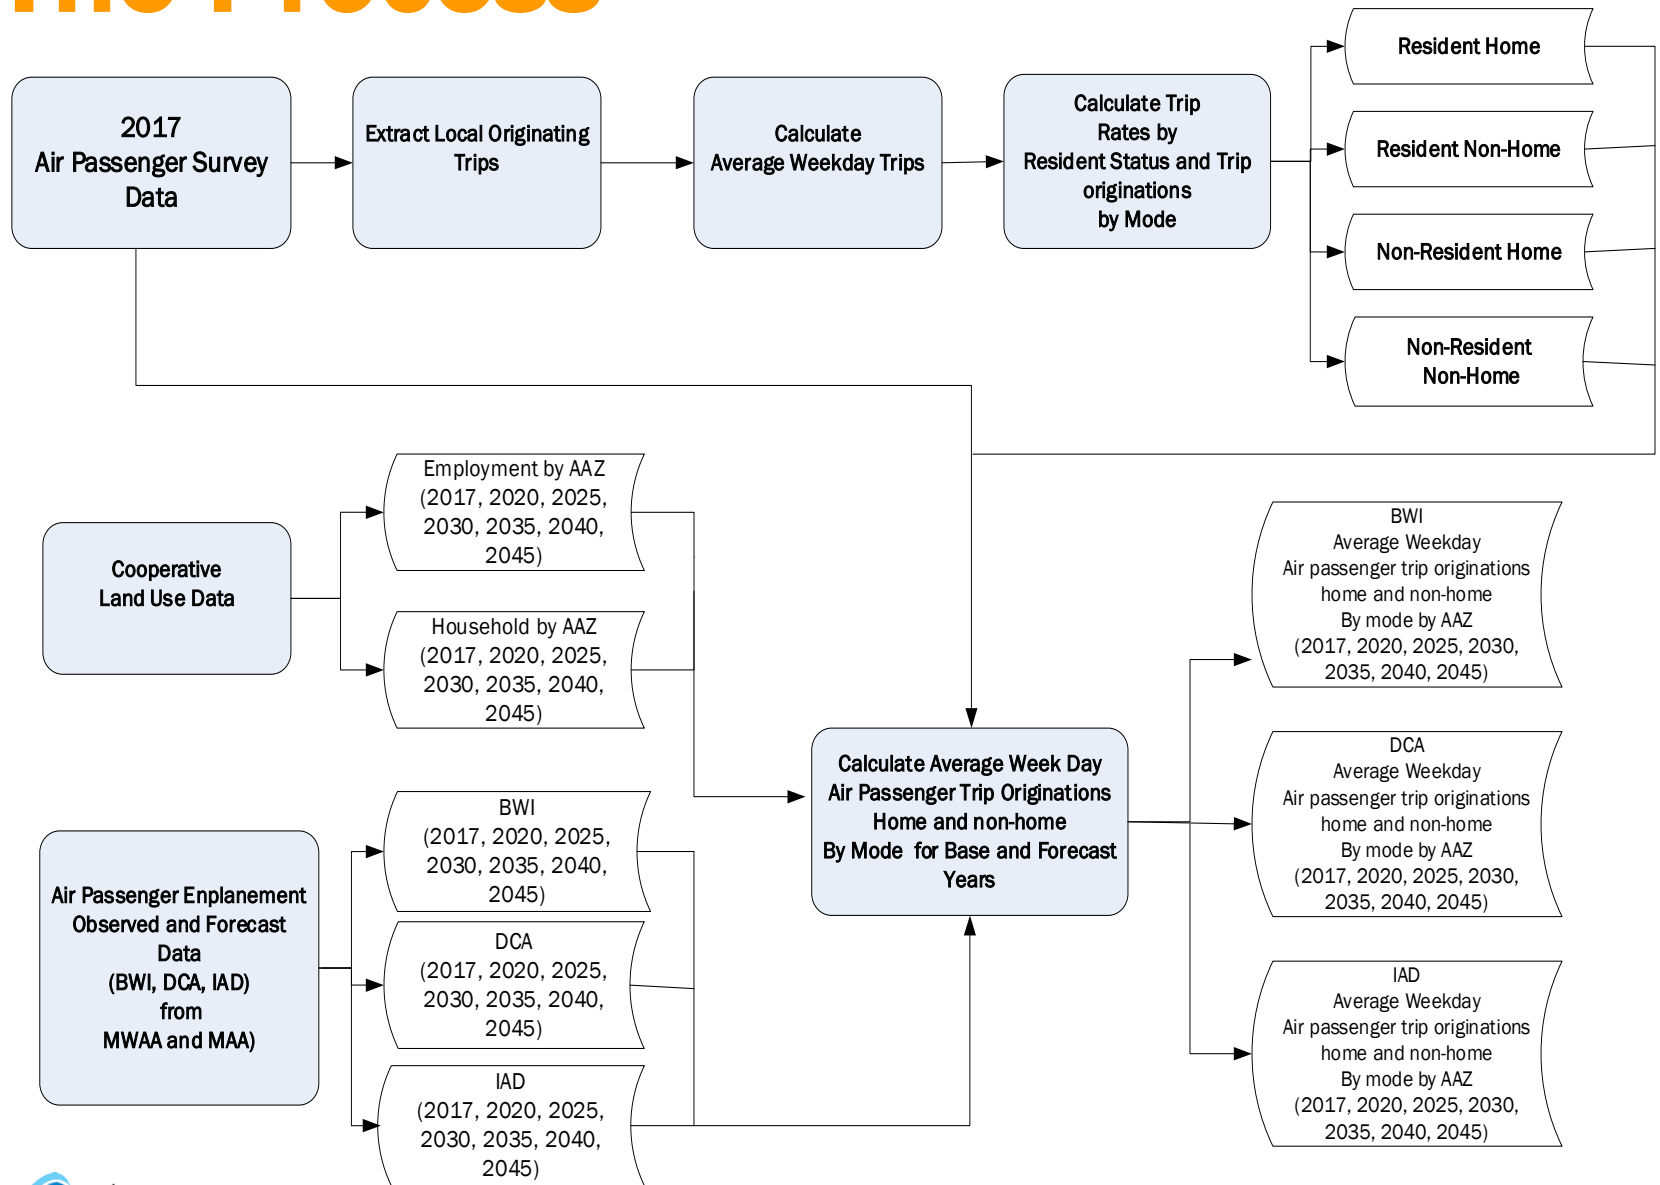 The Process
2017
Air Passenger Survey
Data
Extract Local Originating
Trips
Calculate
Average Weekday Trips
Calculate Trip
Rates by
Resident Status and Trip
originations
by Mode
Resident Home
Resident Non-Home
Non-Resident Home
Non-Resident
Non-Home
Cooperative
Land Use Data
Employment by AAZ
(2017, 2020, 2025,
2030, 2035, 2040,
2045)
Household by AAZ
(2017, 2020, 2025,
2030, 2035, 2040,
2045)
Air Passenger Enplanement
Observed and Forecast
Data
(BWI, DCA, IAD)
from
MWAA and MAA)
BWI
(2017, 2020, 2025,
2030, 2035, 2040,
2045)
DCA
(2017, 2020, 2025,
2030, 2035, 2040,
2045)
IAD
(2017, 2020, 2025,
2030, 2035, 2040,
2045)
Calculate Average Week Day
Air Passenger Trip Originations
Home and non-home
By Mode for Base and Forecast
Years
BWI
Average Weekday
Air passenger trip originations
home and non-home
By mode by AAZ
(2017, 2020, 2025, 2030,
2035, 2040, 2045)
DCA
Average Weekday
Air passenger trip originations
home and non-home
By mode by AAZ
(2017, 2020, 2025, 2030,
2035, 2040, 2045)
IAD
Average Weekday
Air passenger trip originations
home and non-home
By mode by AAZ
(2017, 2020, 2025, 2030,
2035, 2040, 2045)